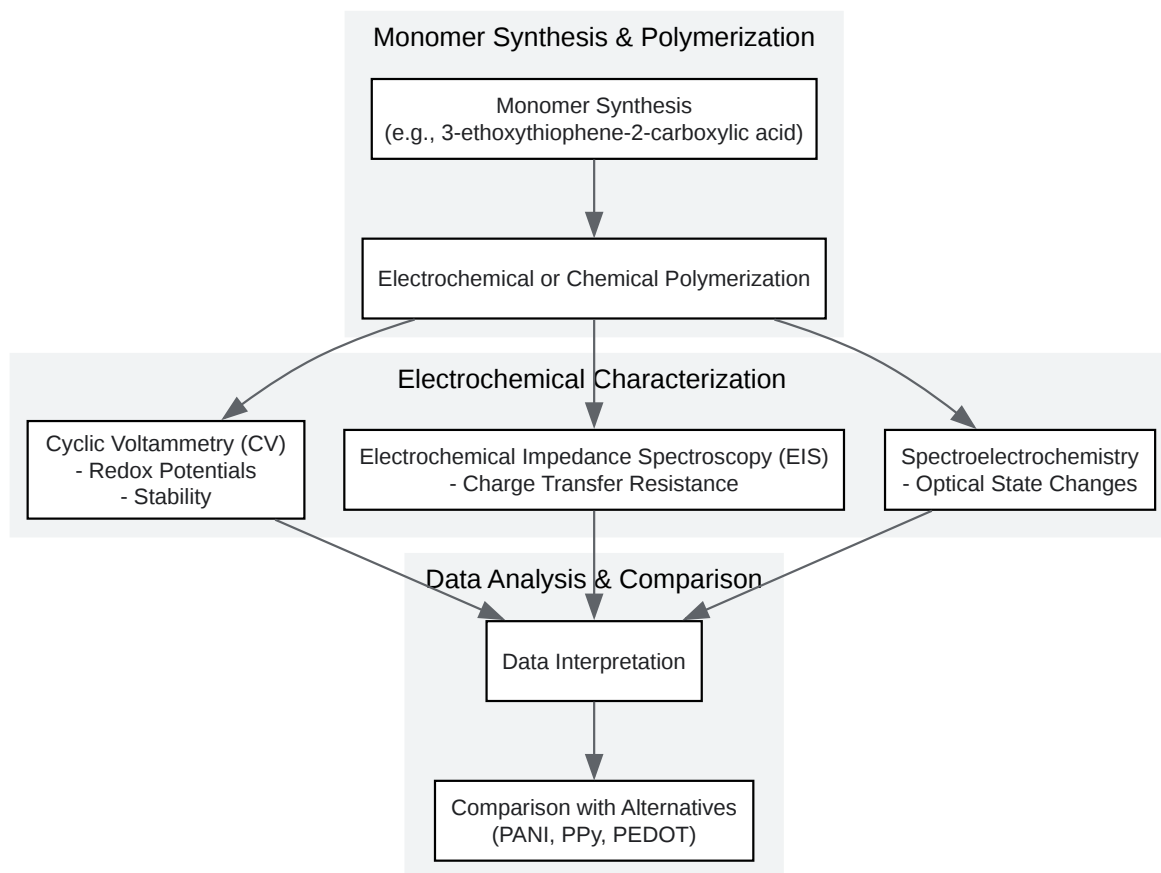 Monomer Synthesis & Polymerization
Monomer Synthesis
(e.g., 3-ethoxythiophene-2-carboxylic acid)
Electrochemical or Chemical Polymerization
Electrochemical Characterization
Cyclic Voltammetry (CV)
- Redox Potentials
- Stability
Electrochemical Impedance Spectroscopy (EIS)
- Charge Transfer Resistance
Spectroelectrochemistry
- Optical State Changes
Data Analysis & Comparison
Data Interpretation
Comparison with Alternatives
(PANI, PPy, PEDOT)